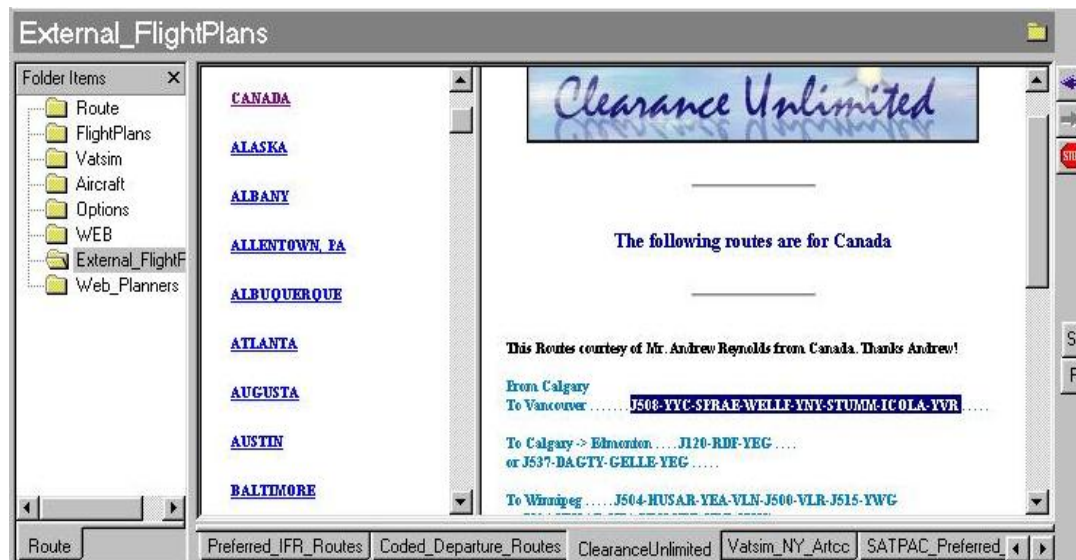 External_FlightPlans
Folder Items
Route
FlightPlans
Vatsim
Aircraft
Options
WEB
External_FlightF
Web_Planners
Route
CANADA
ALASKA
ALBANY
ALLENTOWN, PA
ALBUQUERQUE
ATLANTA
AUGUSTA
AUSTIN
BALTIMORE
Clearance Unlimited
The following routes are for Canada
This Routes courtesy of Mr. Andrew Reynolds from Canada. Thanks Andrew!
From Calgary
To Vancouver ....... J508-YYC-SPRAE-WELLF-YNY-STUMM-ICOLA-YVR .....
To Calgary -> Edmonton .... J120-RDF-YEG ....
or J537-DAGTY-GELLE-YEG .....
To Winnipeg ..... J504-HUSAR-YEA-VLN-J500-VLR-J515-YWG
Preferred_IFR_Routes Coded_Departure_Routes ClearanceUnlimited Vatsim_NY_Artcc SATPAC_Preferred